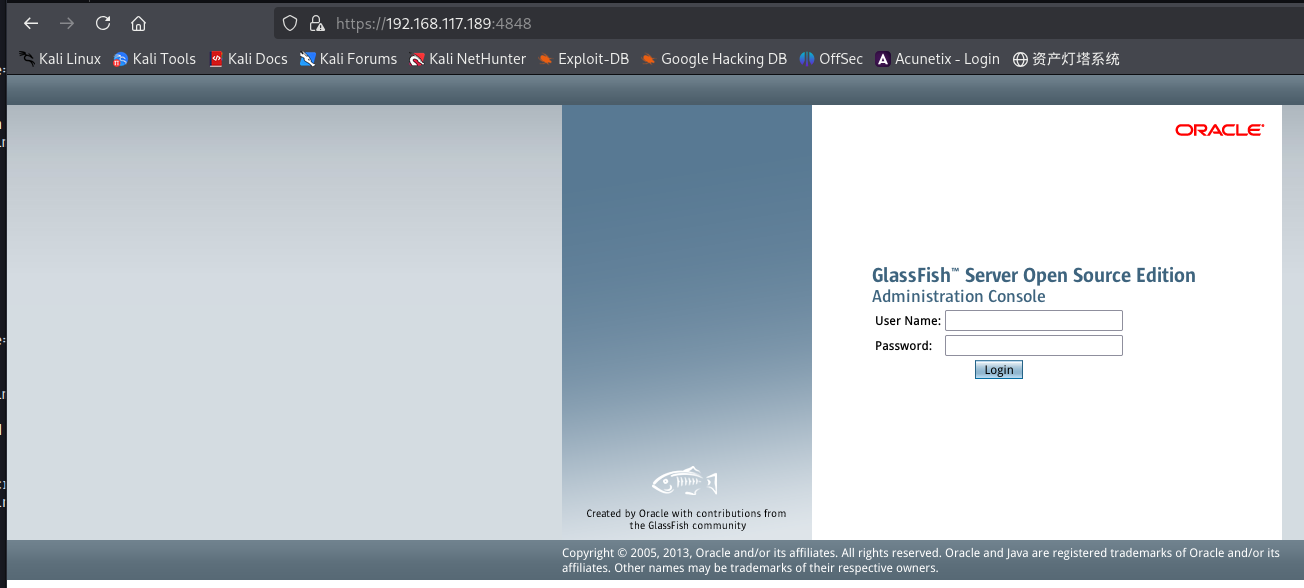 https://192.168.117.189:4848
Kali Linux Kali Tools Kali Docs Kali Forums Kali NetHunter Exploit-DB Google Hacking DB OffSec Acunetix - Login 资产灯塔系统
ORACLE
GlassFish™ Server Open Source Edition
Administration Console
User Name:
Password:
Login
Created by Oracle with contributions from
the GlassFish community
Copyright © 2005, 2013, Oracle and/or its affiliates. All rights reserved. Oracle and Java are registered trademarks of Oracle and/or its
affiliates. Other names may be trademarks of their respective owners.